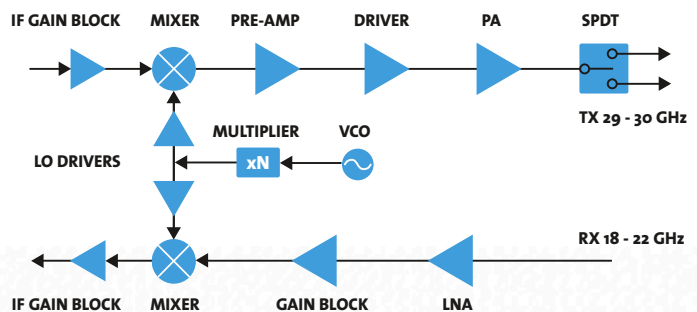 IF GAIN BLOCK
MIXER
PRE-AMP
DRIVER
PA
SPDT
TX 29 - 30 GHz
MULTIPLIER
VCO
LO DRIVERS
xN
RX 18 - 22 GHz
IF GAIN BLOCK
MIXER
GAIN BLOCK
LNA